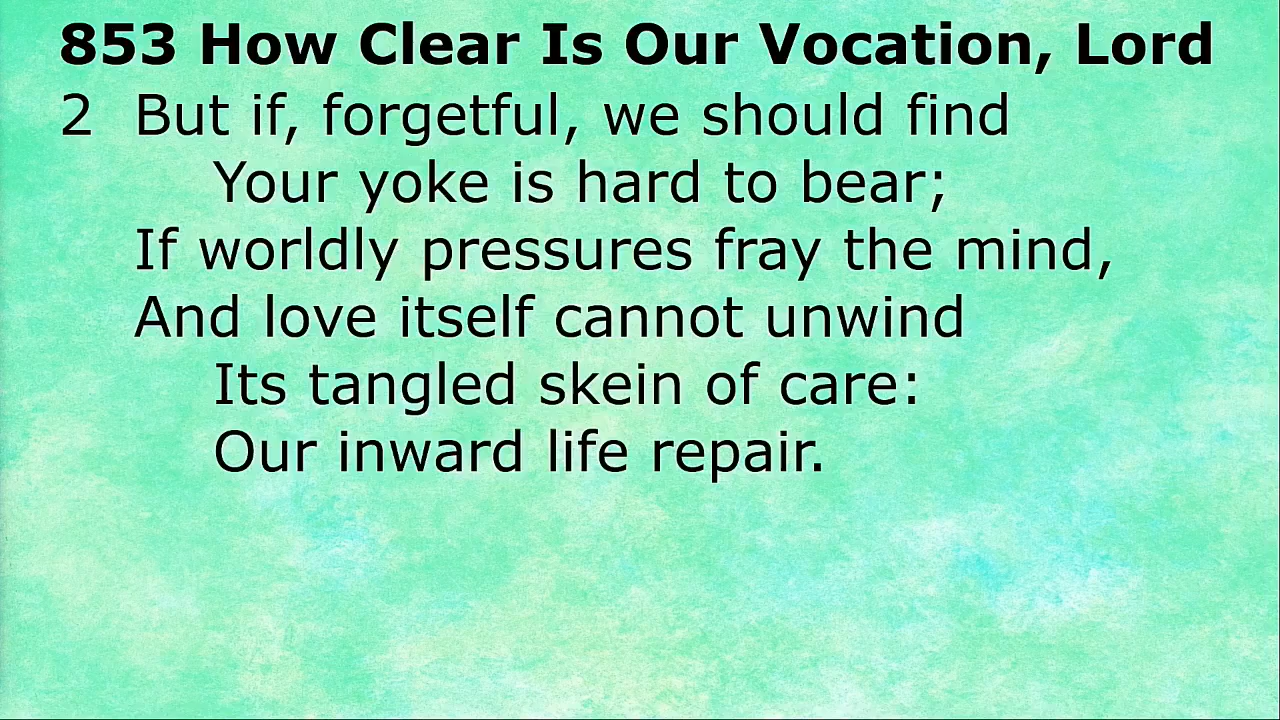 853 How Clear Is Our Vocation, Lord
2 But if, forgetful, we should find
Your yoke is hard to bear;
If worldly pressures fray the mind,
And love itself cannot unwind
Its tangled skein of care:
Our inward life repair.